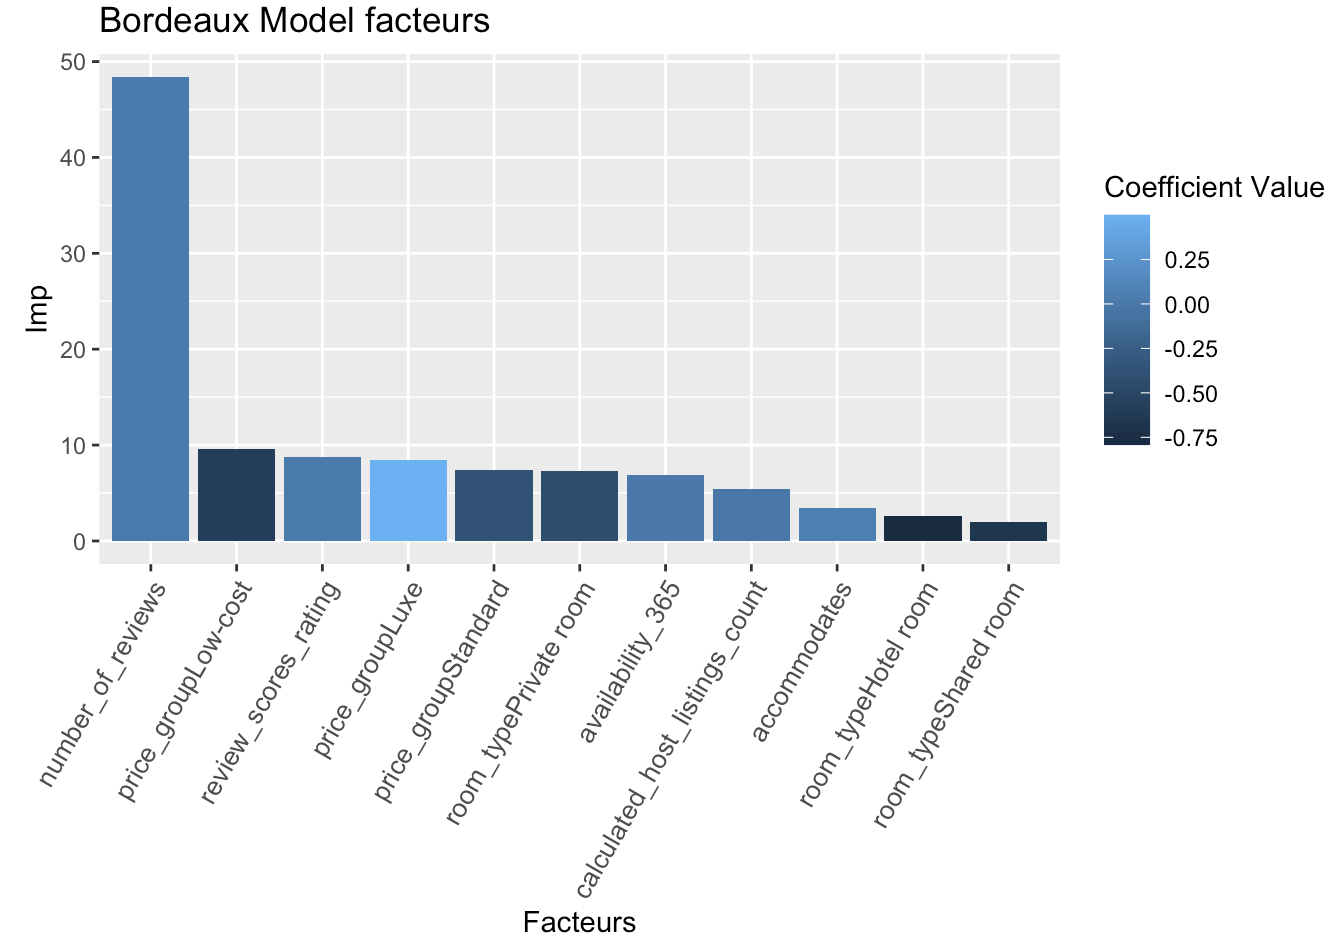 Bordeaux Model facteurs
50
40
30
20
10
0
Imp
number_of_reviews
price_groupLow-cost
review_scores_rating
price_groupLuxe
price_groupStandard
room_typePrivate room
availability_365
calculated_host_listings_count
accommodates
room_typeHotel room
room_typeShared room
Facteurs
Coefficient Value
0.25
0.00
-0.25
-0.50
-0.75